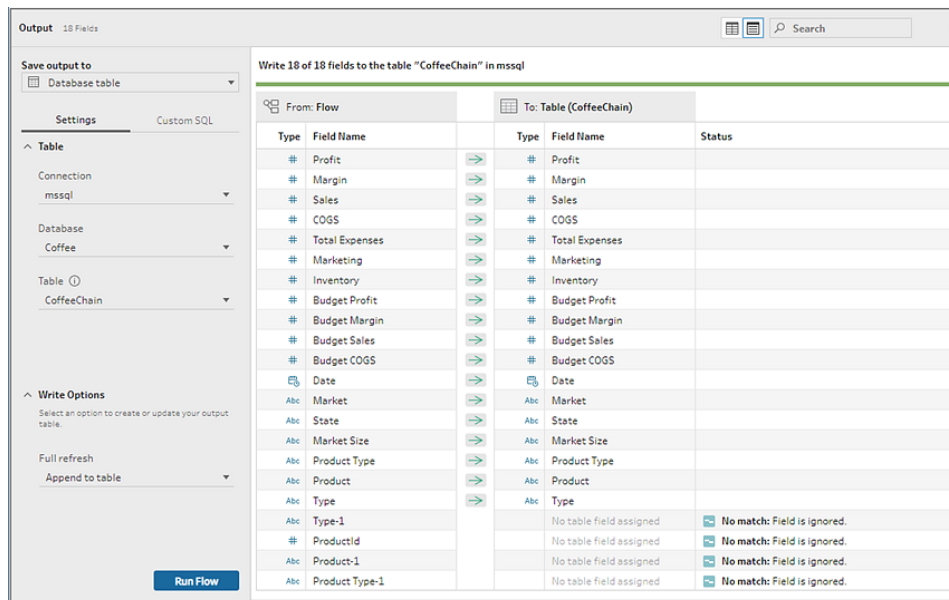 Output 18 Fields
Search
Save output to
Database table
Settings Custom SQL
Table
Connection
mssql
Database
Coffee
Table
CoffeeChain
Write Options
Select an option to create or update your output
table.
Full refresh
Append to table
Run Flow
Write 18 of 18 fields to the table "CoffeeChain" in mssql
From: Flow To: Table (CoffeeChain)
Type Field Name Type Field Name Status
# Profit # Profit
# Margin # Margin
# Sales # Sales
# COGS # COGS
# Total Expenses # Total Expenses
# Marketing # Marketing
# Inventory # Inventory
# Budget Profit # Budget Profit
# Budget Margin # Budget Margin
# Budget Sales # Budget Sales
# Budget COGS # Budget COGS
Date Date
Abc Market Abc Market
Abc State Abc State
Abc Market Size Abc Market Size
Abc Product Type Abc Product Type
Abc Product Abc Product
Abc Type Abc Type
Abc Type-1 No table field assigned No match: Field is ignored.
# ProductId No table field assigned No match: Field is ignored.
Abc Product-1 No table field assigned No match: Field is ignored.
Abc Product Type-1 No table field assigned No match: Field is ignored.